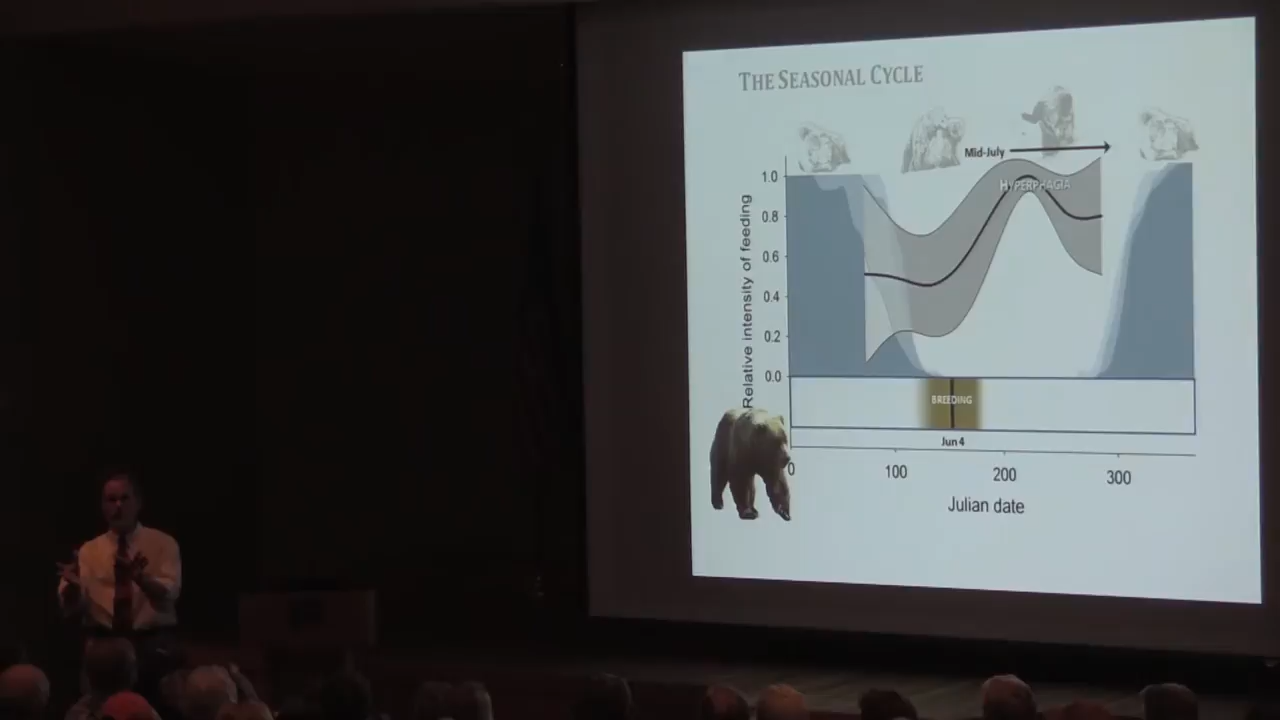 THE SEASONAL CYCLE
Mid-July
HYPERPHAGIA
Relative intensity of feeding
1.0
0.8
0.6
0.4
0.2
0.0
BREEDING
Jun 4
0 100 200 300
Julian date